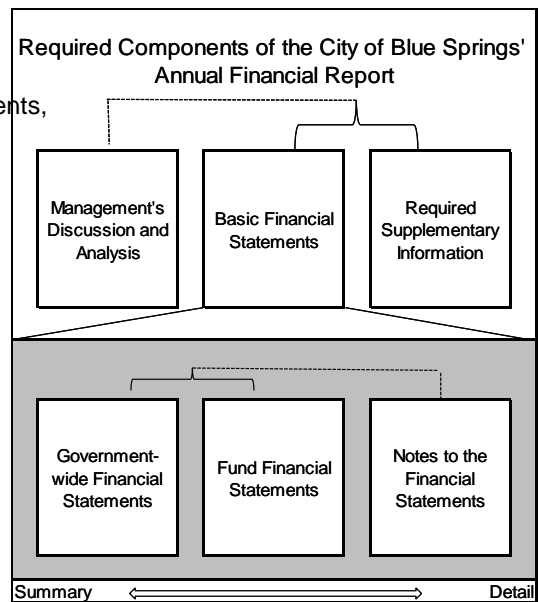 Required Components of the City of Blue Springs'
Annual Financial Report
ents,
Management's
Discussion and
Analysis
Basic Financial
Statements
Required
Supplementary
Information
Government-
wide Financial
Statements
Fund Financial
Statements
Notes to the
Financial
Statements
Summary
Detail